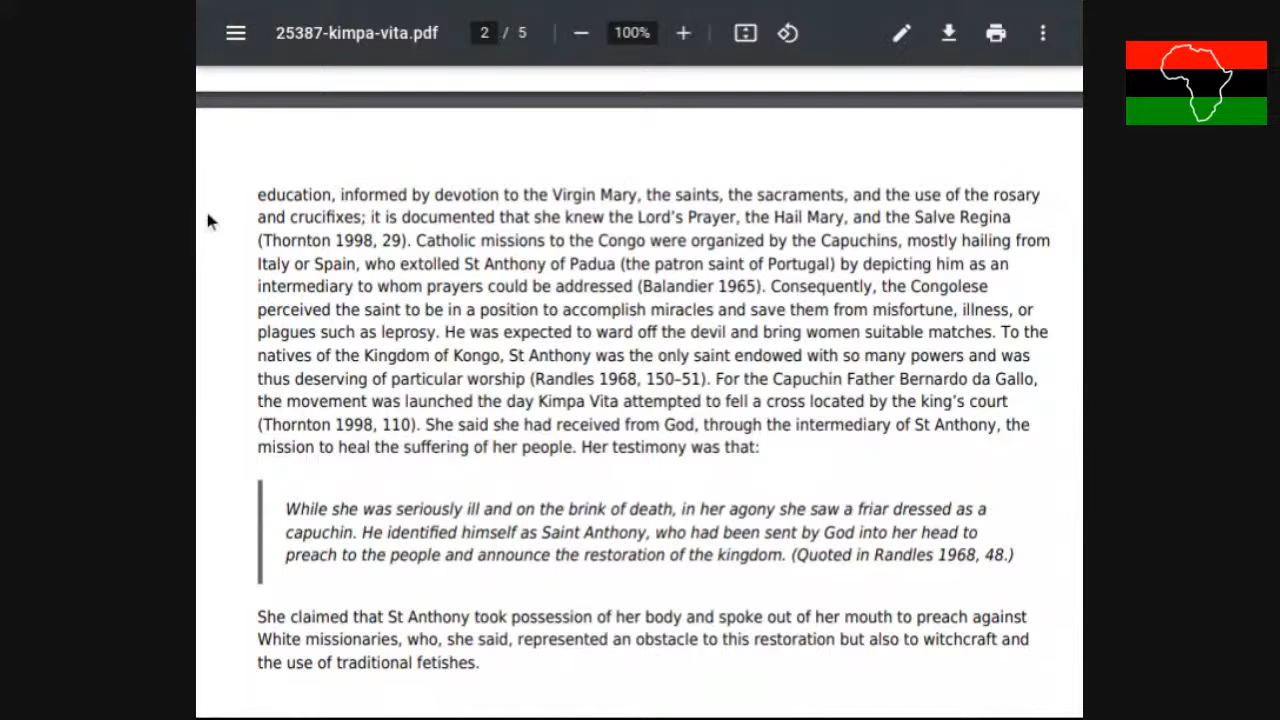 25387-kimpa-vita.pdf
2 / 5
100%
education, informed by devotion to the Virgin Mary, the saints, the sacraments, and the use of the rosary
and crucifixes; it is documented that she knew the Lord's Prayer, the Hail Mary, and the Salve Regina
(Thornton 1998, 29). Catholic missions to the Congo were organized by the Capuchins, mostly hailing from
Italy or Spain, who extolled St Anthony of Padua (the patron saint of Portugal) by depicting him as an
intermediary to whom prayers could be addressed (Balandier 1965). Consequently, the Congolese
perceived the saint to be in a position to accomplish miracles and save them from misfortune, illness, or
plagues such as leprosy. He was expected to ward off the devil and bring women suitable matches. To the
natives of the Kingdom of Kongo, St Anthony was the only saint endowed with so many powers and was
thus deserving of particular worship (Randles 1968, 150–51). For the Capuchin Father Bernardo da Gallo,
the movement was launched the day Kimpa Vita attempted to fell a cross located by the king's court
(Thornton 1998, 110). She said she had received from God, through the intermediary of St Anthony, the
mission to heal the suffering of her people. Her testimony was that:
While she was seriously ill and on the brink of death, in her agony she saw a friar dressed as a
capuchin. He identified himself as Saint Anthony, who had been sent by God into her head to
preach to the people and announce the restoration of the kingdom. (Quoted in Randles 1968, 48.)
She claimed that St Anthony took possession of her body and spoke out of her mouth to preach against
White missionaries, who, she said, represented an obstacle to this restoration but also to witchcraft and
the use of traditional fetishes.